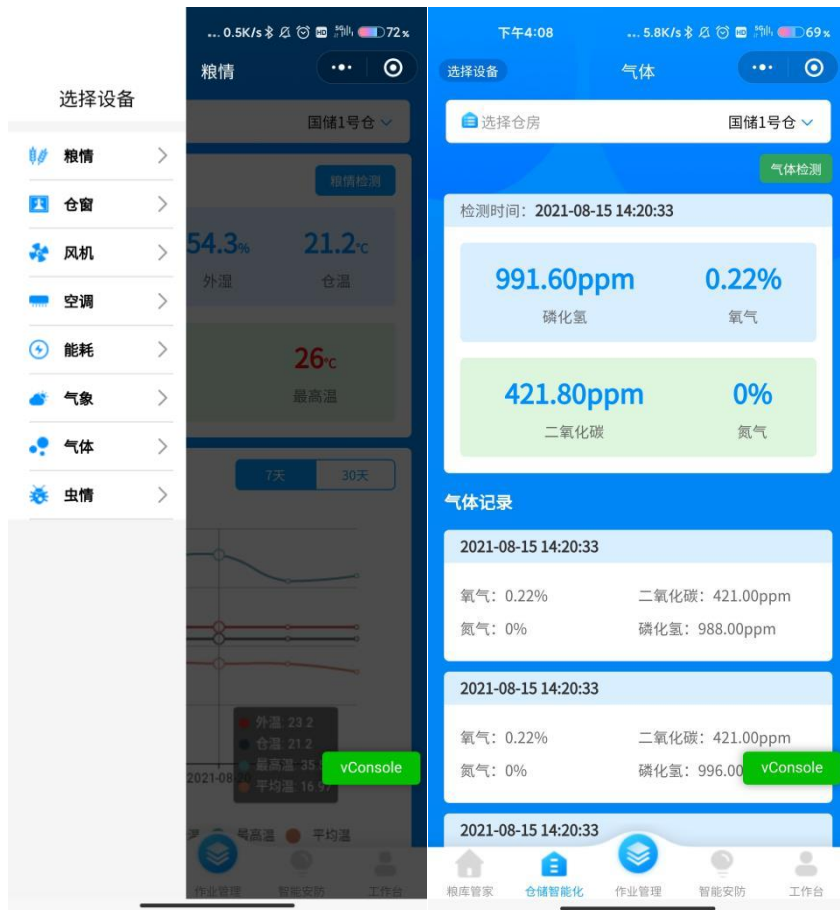 ... 0.5K/s HD 5G 72%
粮情
选择设备
国储1号仓
粮情
仓窗
风机
空调
能耗
气象
气体
虫情
粮情检测
54.3%
21.2℃
外湿
仓温
26℃
最高温
7天
30天
外温: 23.2
仓温: 21.2
最高温: 35.
平均温: 16.97
2021-08-20
vConsole
最高温
平均温
作业管理
智能安防
工作台
下午4:08
... 5.8K/s HD 5G 69%
选择设备
气体
选择仓房
国储1号仓
气体检测
检测时间: 2021-08-15 14:20:33
991.60ppm
0.22%
磷化氢
氧气
421.80ppm
0%
二氧化碳
氮气
气体记录
2021-08-15 14:20:33
氧气: 0.22%
二氧化碳: 421.00ppm
氮气: 0%
磷化氢: 988.00ppm
2021-08-15 14:20:33
氧气: 0.22%
二氧化碳: 421.00ppm
氮气: 0%
磷化氢: 996.00
vConsole
2021-08-15 14:20:33
粮库管家
仓储智能化
作业管理
智能安防
工作台